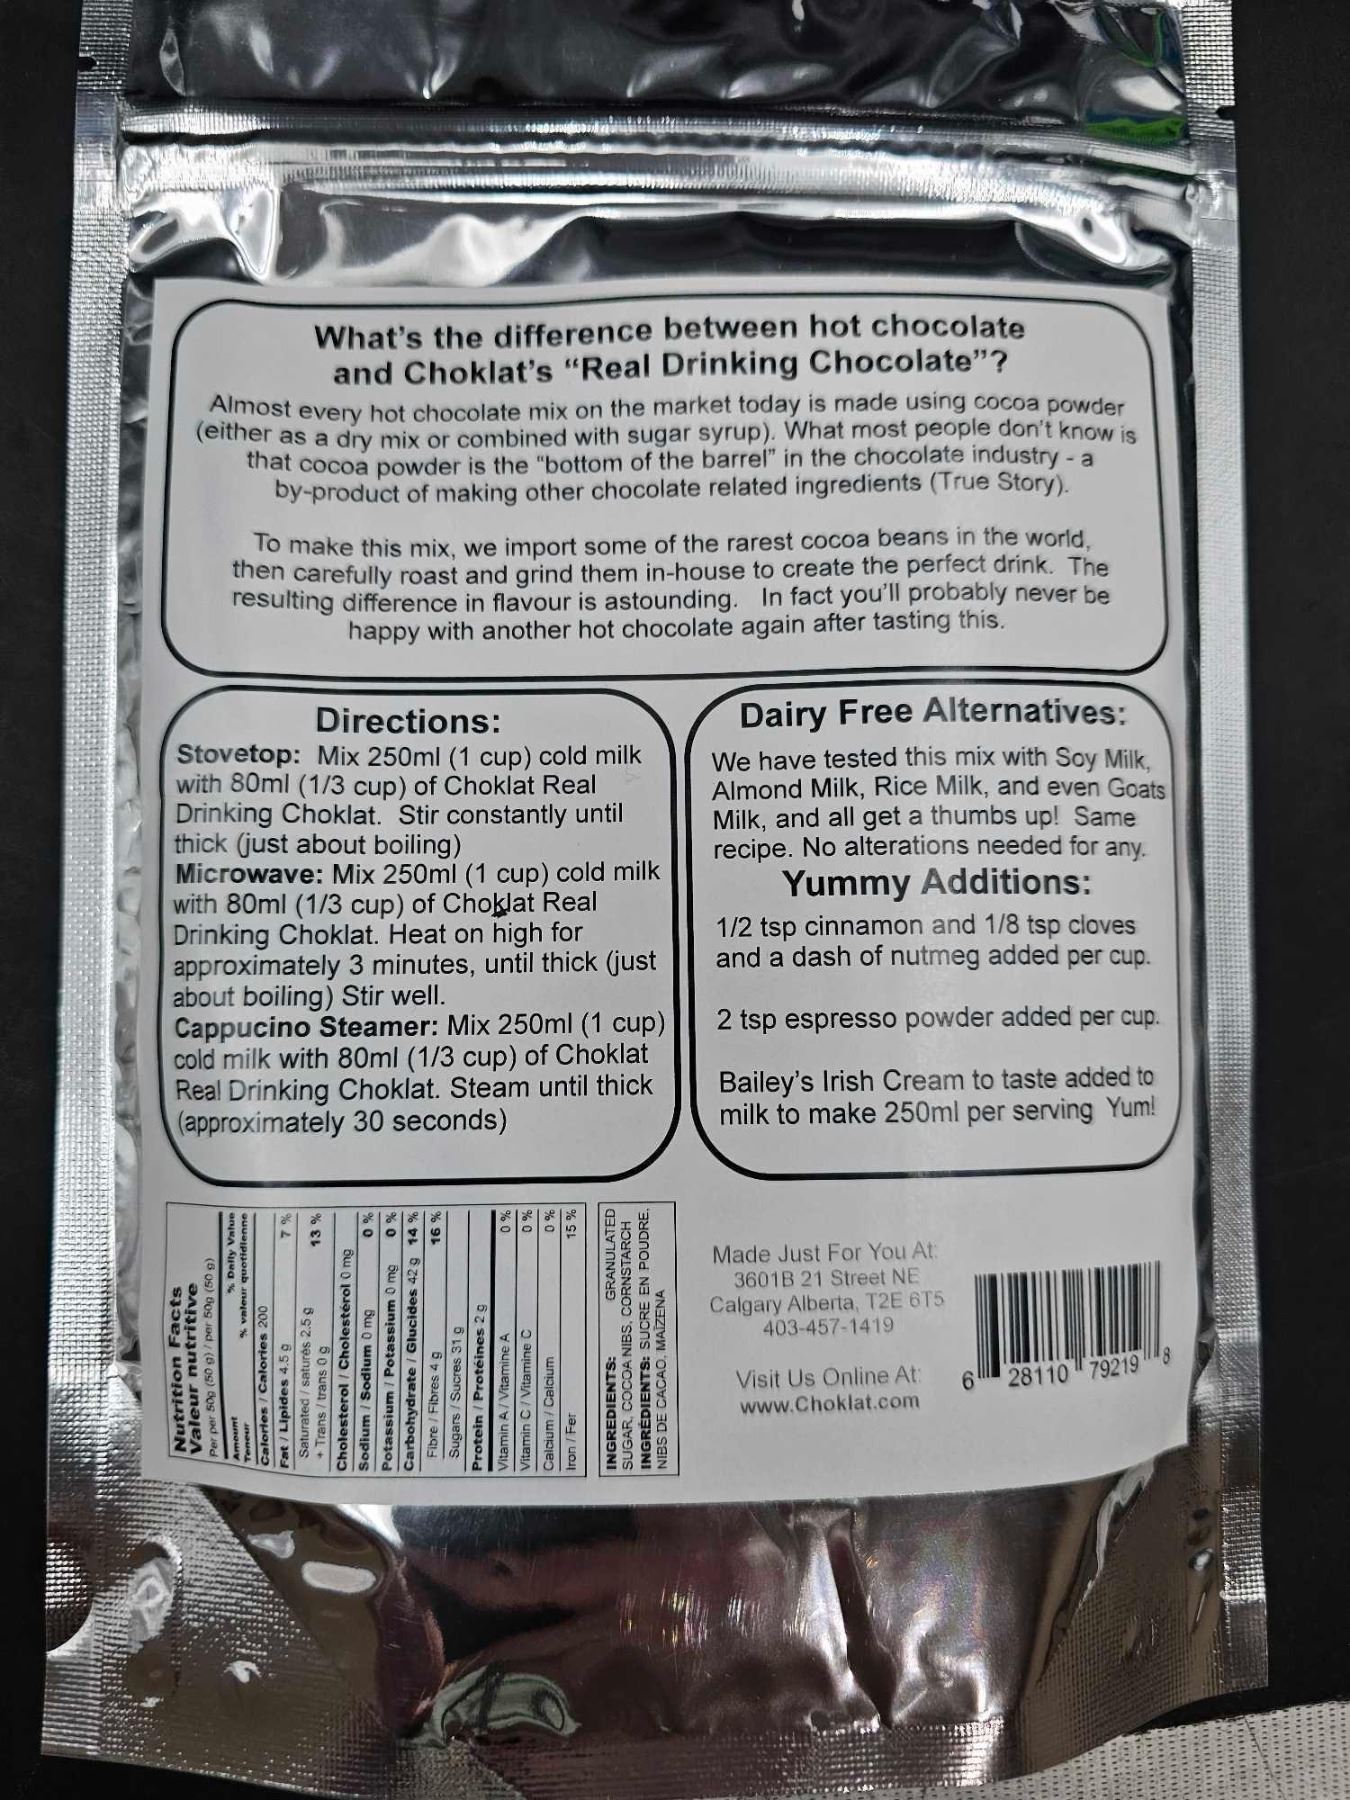 What's the difference between hot chocolate
and Choklat's “Real Drinking Chocolate”?
Almost every hot chocolate mix on the market today is made using cocoa powder
(either as a dry mix or combined with sugar syrup). What most people don't know is
that cocoa powder is the “bottom of the barrel” in the chocolate industry - a
by-product of making other chocolate related ingredients (True Story).
To make this mix, we import some of the rarest cocoa beans in the world,
then carefully roast and grind them in-house to create the perfect drink. The
resulting difference in flavour is astounding. In fact you'll probably never be
happy with another hot chocolate again after tasting this.
Directions:
Stovetop: Mix 250ml (1 cup) cold milk
with 80ml (1/3 cup) of Choklat Real
Drinking Choklat. Stir constantly until
thick (just about boiling)
Microwave: Mix 250ml (1 cup) cold milk
with 80ml (1/3 cup) of Choklat Real
Drinking Choklat. Heat on high for
approximately 3 minutes, until thick (just
about boiling) Stir well.
Cappucino Steamer: Mix 250ml (1 cup)
cold milk with 80ml (1/3 cup) of Choklat
Real Drinking Choklat. Steam until thick
(approximately 30 seconds)
Dairy Free Alternatives:
We have tested this mix with Soy Milk,
Almond Milk, Rice Milk, and even Goats
Milk, and all get a thumbs up! Same
recipe. No alterations needed for any.
Yummy Additions:
1/2 tsp cinnamon and 1/8 tsp cloves
and a dash of nutmeg added per cup.
2 tsp espresso powder added per cup.
Bailey's Irish Cream to taste added to
milk to make 250ml per serving Yum!
Nutrition Facts
Valeur nutritive
Per per 50g (50 g) / per 50g (50 g)
Amount % Daily Value
Teneur % valeur quotidienne
Calories / Calories 200
Fat / Lipides 4.5 g 7 %
Saturated / saturés 2.5 g
+ Trans / trans 0 g 13 %
Cholesterol / Cholestérol 0 mg
Sodium / Sodium 0 mg 0 %
Potassium / Potassium 0 mg 0 %
Carbohydrate / Glucides 42 g 14 %
Fibre / Fibres 4 g 16 %
Sugars / Sucres 31 g
Protein / Protéines 2 g
Vitamin A / Vitamine A 0 %
Vitamin C / Vitamine C 0 %
Calcium / Calcium 0 %
Iron / Fer 15 %
INGREDIENTS: GRANULATED
SUGAR, COCOA NIBS, CORNSTARCH
INGRÉDIENTS: SUCRE EN POUDRE,
NIBS DE CACAO, MAÏZENA
Made Just For You At:
3601B 21 Street NE
Calgary Alberta, T2E 6T5
403-457-1419
Visit Us Online At:
www.Choklat.com
6 28110 79219 8